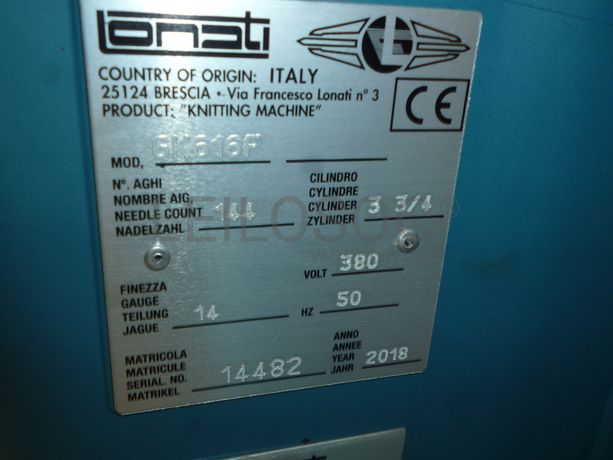 Lonati
COUNTRY OF ORIGIN: ITALY
25124 BRESCIA • Via Francesco Lonati n° 3
PRODUCT: "KNITTING MACHINE"
CE
MOD, GK616F
N°. AGHI
NOMBRE AIG,
NEEDLE COUNT 144
NADELZAHL
CILINDRO
CYLINDRE
CYLINDER 3 3/4
ZYLINDER
LEILOSOC®
VOLT 380
FINEZZA
GAUGE
TEILUNG 14
JAGUE
HZ 50
MATRICOLA
MATRICULE
SERIAL. NO. 14482
MATRIKEL
ANNO
ANNEE
YEAR 2018
JAHR